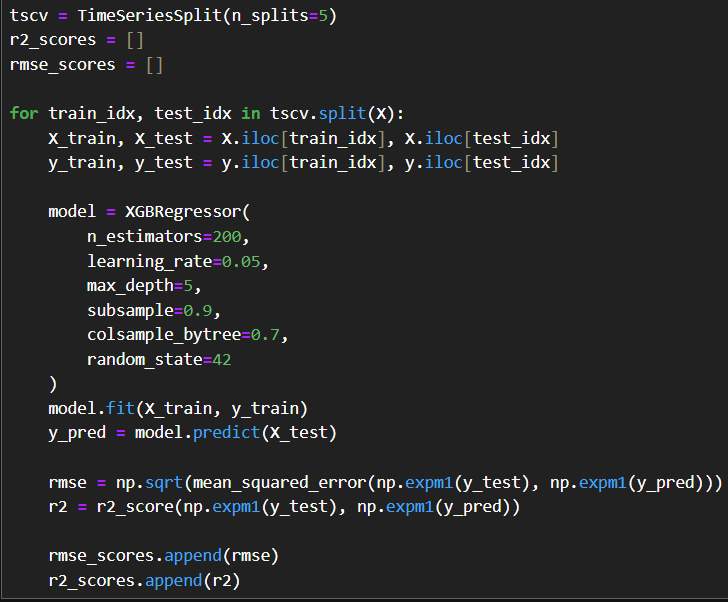 tscv = TimeSeriesSplit(n_splits=5)
r2_scores = []
rmse_scores = []

for train_idx, test_idx in tscv.split(X):
    X_train, X_test = X.iloc[train_idx], X.iloc[test_idx]
    y_train, y_test = y.iloc[train_idx], y.iloc[test_idx]

    model = XGBRegressor(
        n_estimators=200,
        learning_rate=0.05,
        max_depth=5,
        subsample=0.9,
        colsample_bytree=0.7,
        random_state=42
    )
    model.fit(X_train, y_train)
    y_pred = model.predict(X_test)

    rmse = np.sqrt(mean_squared_error(np.expm1(y_test), np.expm1(y_pred)))
    r2 = r2_score(np.expm1(y_test), np.expm1(y_pred))

    rmse_scores.append(rmse)
    r2_scores.append(r2)